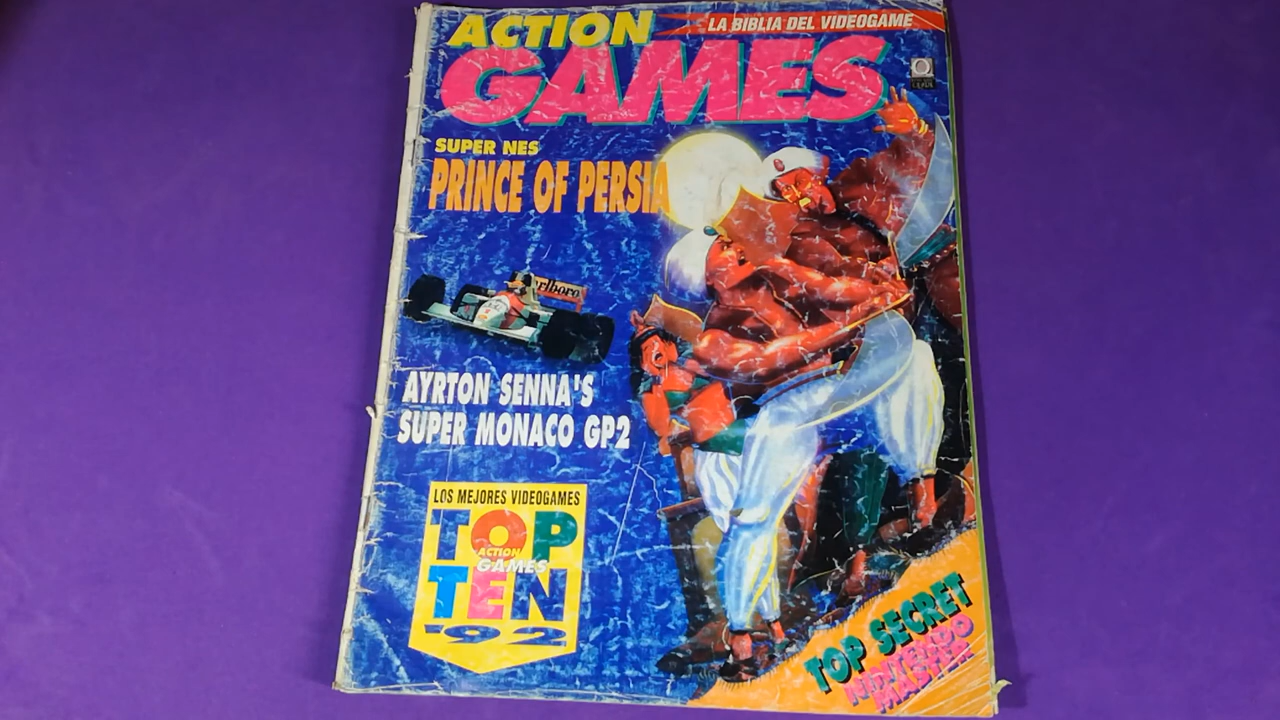 ACTION
LA BIBLIA DEL VIDEOGAME
GAMES
SUPER NES
PRINCE OF PERSIA
rlboro
AYRTON SENNA'S
SUPER MONACO GP2
LOS MEJORES VIDEOGAMES
TOP
ACTION
GAMES
TEN
'92
TOP SECRET
NINTENDO
MASTER